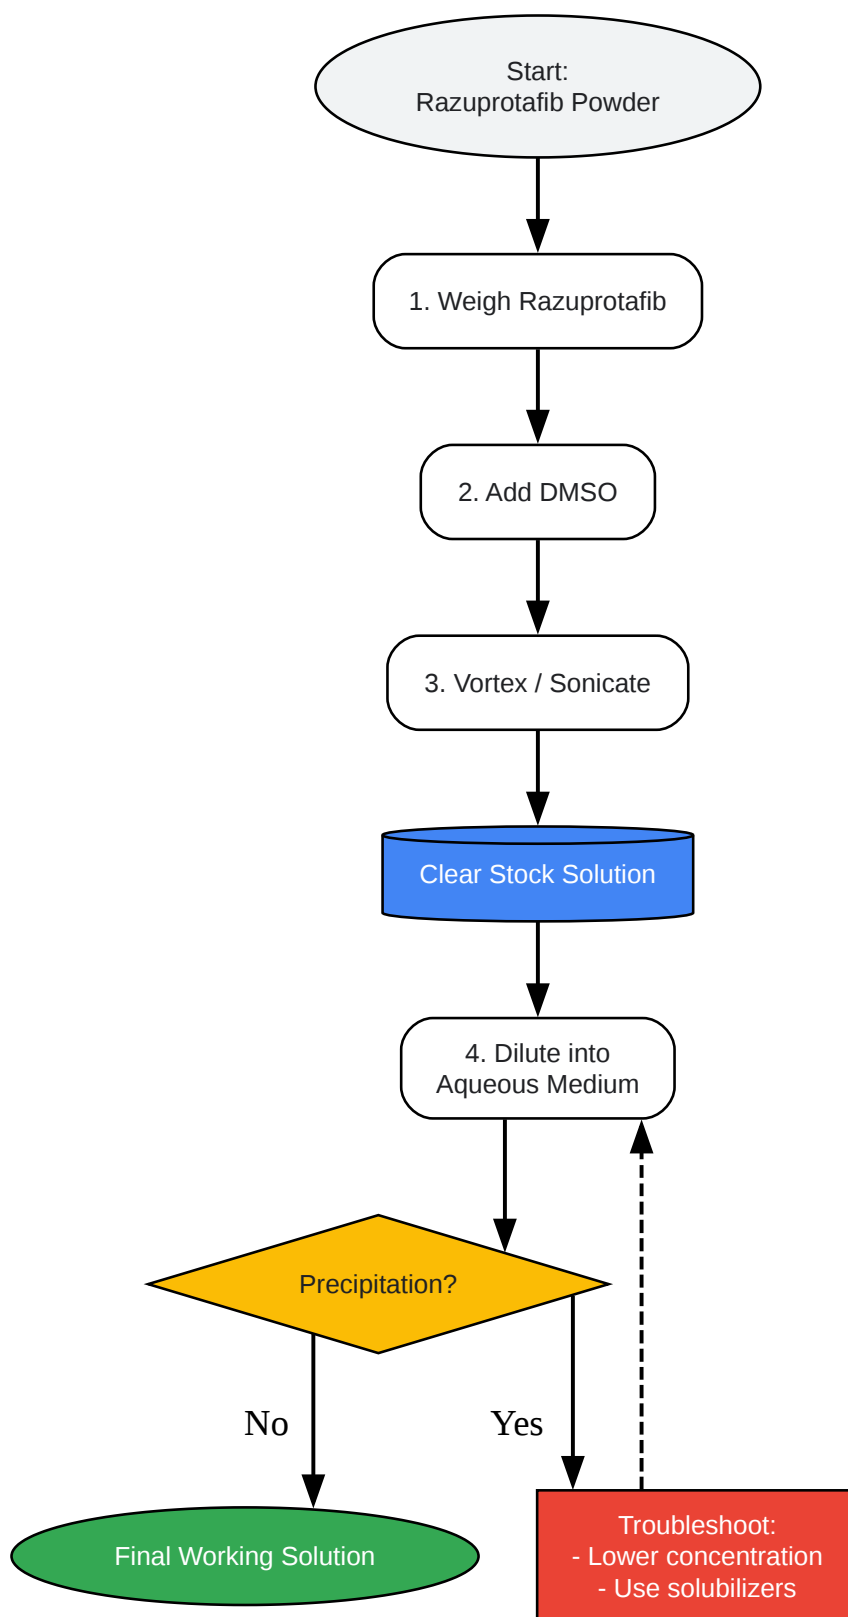 Start:
Razuprotafib Powder
1. Weigh Razuprotafib
2. Add DMSO
3. Vortex / Sonicate
Clear Stock Solution
4. Dilute into
Aqueous Medium
Precipitation?
No
Yes
Final Working Solution
Troubleshoot:
- Lower concentration
- Use solubilizers